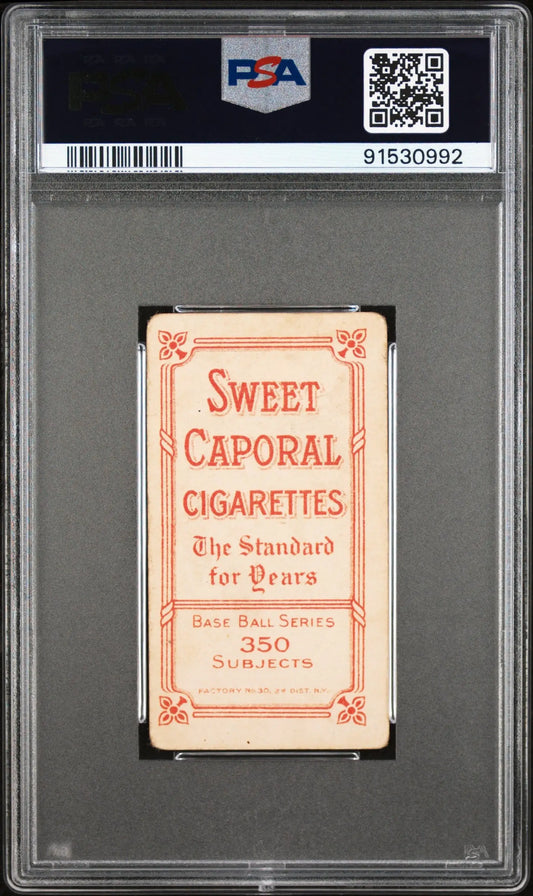 PSA
91530992
SWEET
CAPORAL
CIGARETTES
The Standard
for Years
BASE BALL SERIES
350
SUBJECTS
FACTORY No 30, 2d DIST. N.Y.
PSA